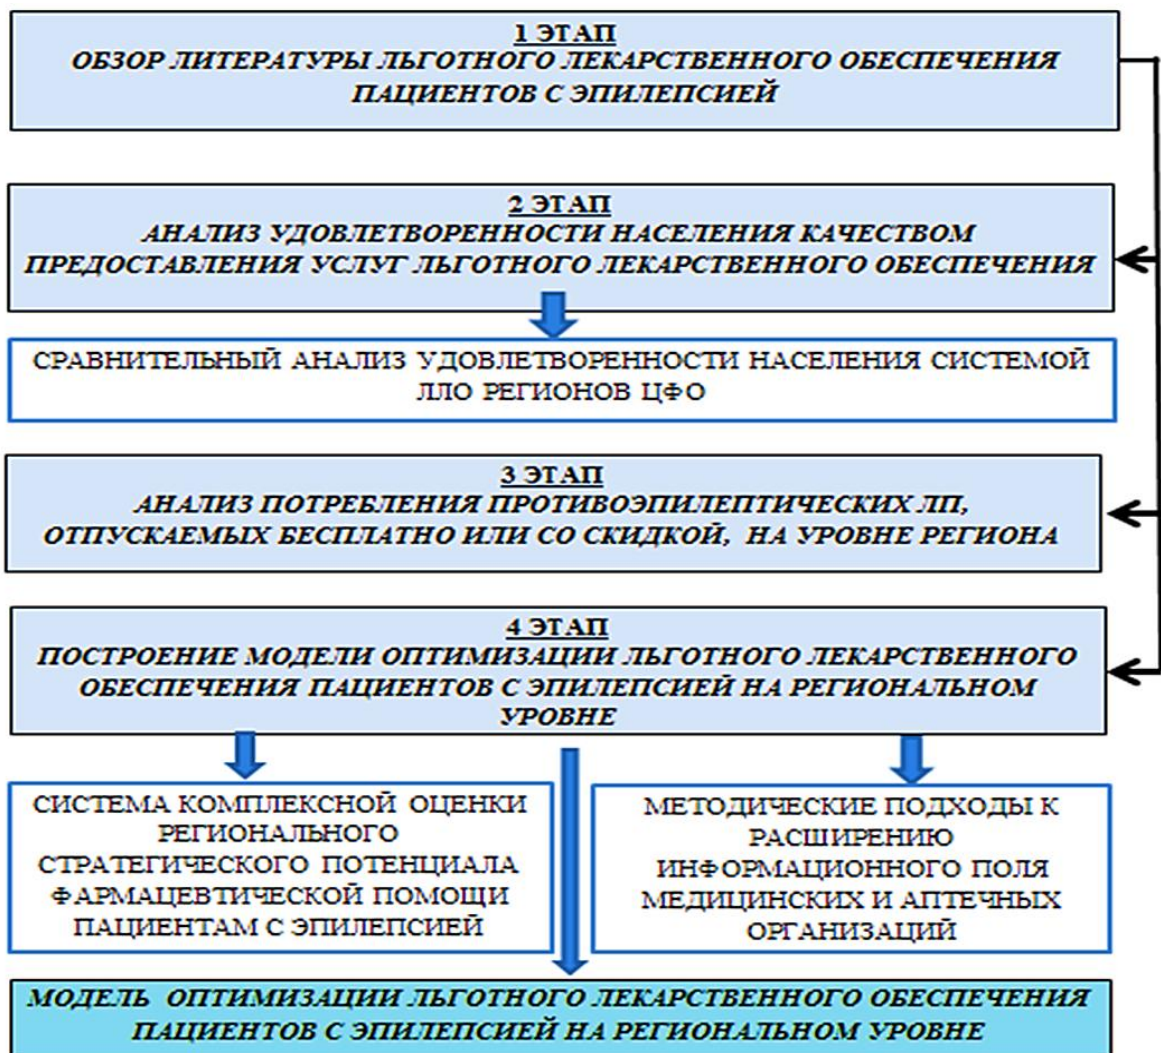 1 ЭТАП
ОБЗОР ЛИТЕРАТУРЫ ЛЬГОТНОГО ЛЕКАРСТВЕННОГО ОБЕСПЕЧЕНИЯ
ПАЦИЕНТОВ С ЭПИЛЕПСИЕЙ
2 ЭТАП
АНАЛИЗ УДОВЛЕТВОРЕННОСТИ НАСЕЛЕНИЯ КАЧЕСТВОМ
ПРЕДОСТАВЛЕНИЯ УСЛУГ ЛЬГОТНОГО ЛЕКАРСТВЕННОГО ОБЕСПЕЧЕНИЯ
СРАВНИТЕЛЬНЫЙ АНАЛИЗ УДОВЛЕТВОРЕННОСТИ НАСЕЛЕНИЯ СИСТЕМОЙ
ЛЛО РЕГИОНОВ ЦФО
3 ЭТАП
АНАЛИЗ ПОТРЕБЛЕНИЯ ПРОТИВОЭПИЛЕПТИЧЕСКИХ ЛП,
ОТПУСКАЕМЫХ БЕСПЛАТНО ИЛИ СО СКИДКОЙ, НА УРОВНЕ РЕГИОНА
4 ЭТАП
ПОСТРОЕНИЕ МОДЕЛИ ОПТИМИЗАЦИИ ЛЬГОТНОГО ЛЕКАРСТВЕННОГО
ОБЕСПЕЧЕНИЯ ПАЦИЕНТОВ С ЭПИЛЕПСИЕЙ НА РЕГИОНАЛЬНОМ
УРОВНЕ
СИСТЕМА КОМПЛЕКСНОЙ ОЦЕНКИ
РЕГИОНАЛЬНОГО
СТРАТЕГИЧЕСКОГО ПОТЕНЦИАЛА
ФАРМАЦЕВТИЧЕСКОЙ ПОМОЩИ
ПАЦИЕНТАМ С ЭПИЛЕПСИЕЙ
МЕТОДИЧЕСКИЕ ПОДХОДЫ К
РАСШИРЕНИЮ
ИНФОРМАЦИОННОГО ПОЛЯ
МЕДИЦИНСКИХ И АПТЕЧНЫХ
ОРГАНИЗАЦИЙ
МОДЕЛЬ ОПТИМИЗАЦИИ ЛЬГОТНОГО ЛЕКАРСТВЕННОГО ОБЕСПЕЧЕНИЯ
ПАЦИЕНТОВ С ЭПИЛЕПСИЕЙ НА РЕГИОНАЛЬНОМ УРОВНЕ